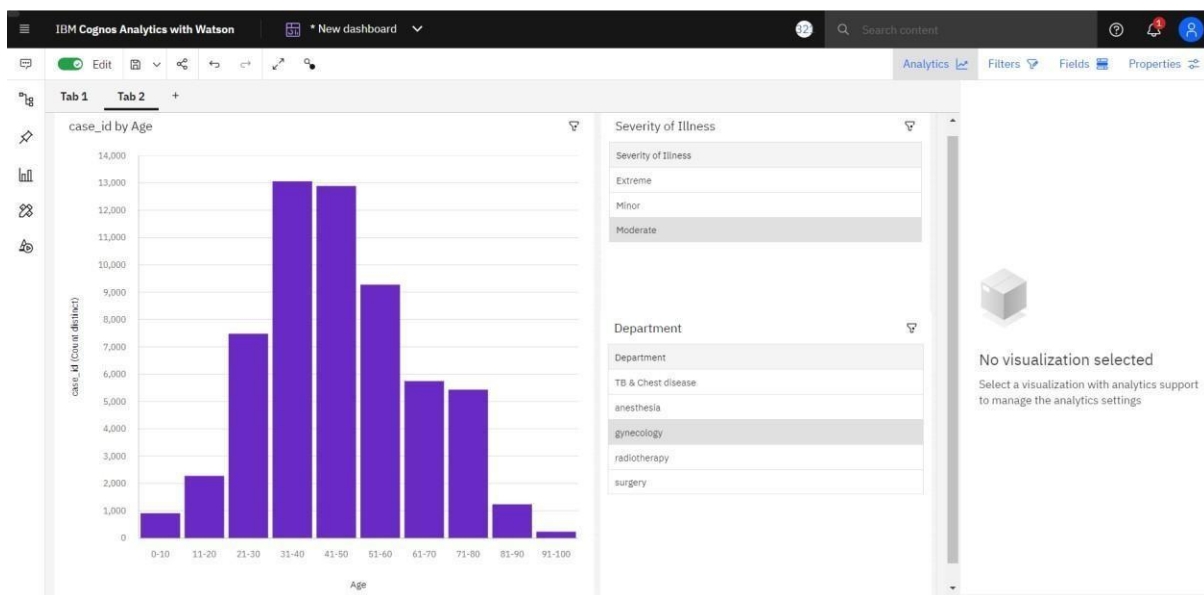 IBM Cognos Analytics with Watson
* New dashboard
Search content
1
Edit
Analytics
Filters
Fields
Properties
Tab 1
Tab 2
+
case_id by Age
14,000
13,000
12,000
11,000
10,000
9,000
8,000
7,000
6,000
5,000
4,000
3,000
2,000
1,000
0
case_id (Count distinct)
0-10 11-20 21-30 31-40 41-50 51-60 61-70 71-80 81-90 91-100
Age
Severity of Illness
Severity of Illness
Extreme
Minor
Moderate
Department
Department
TB & Chest disease
anesthesia
gynecology
radiotherapy
surgery
No visualization selected
Select a visualization with analytics support
to manage the analytics settings